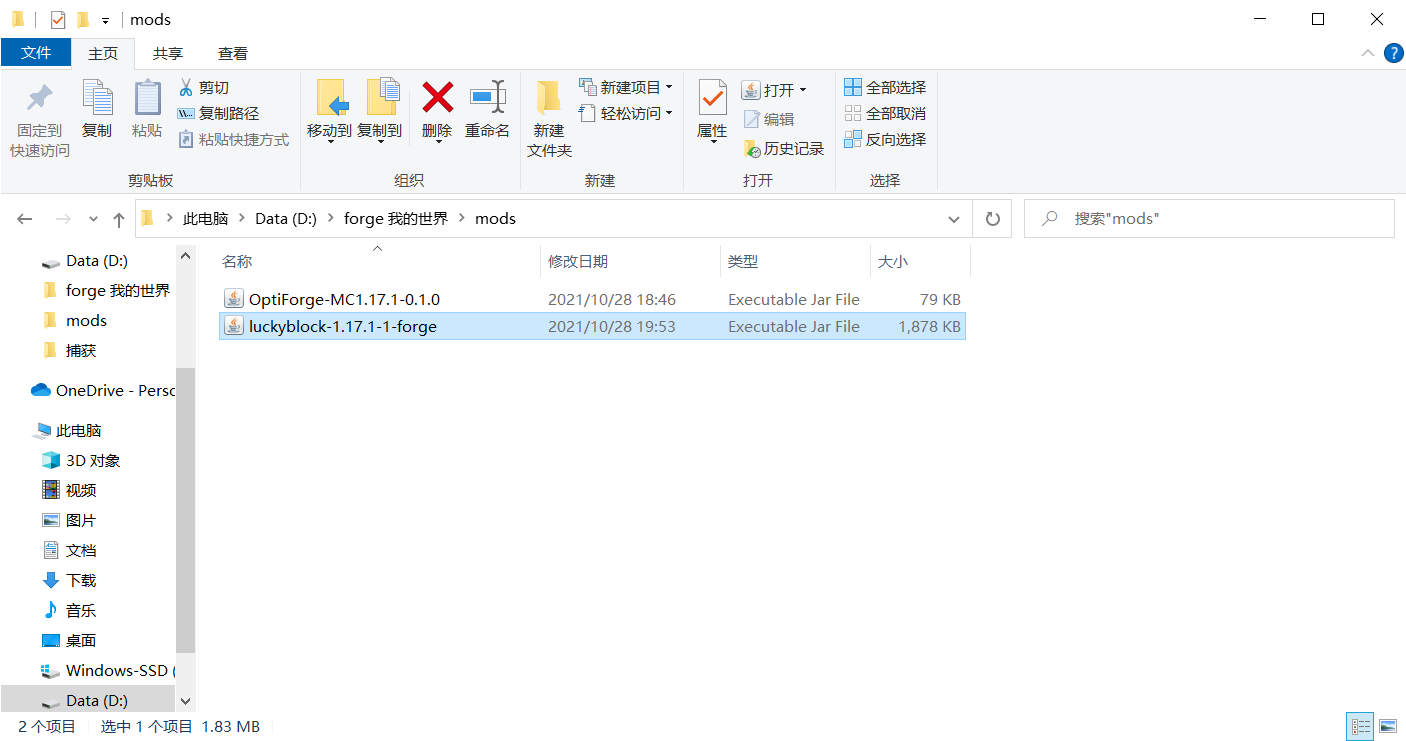 mods
文件 主页 共享 查看
固定到
快速访问
复制
粘贴
剪切
复制路径
粘贴快捷方式
剪贴板
移动到
复制到
删除
重命名
组织
新建
文件夹
新建项目
轻松访问
新建
属性
打开
编辑
历史记录
打开
全部选择
全部取消
反向选择
选择
此电脑 Data (D:) forge 我的世界 mods
搜索"mods"
Data (D:)
forge 我的世界
mods
捕获
OneDrive - Perso
此电脑
3D 对象
视频
图片
文档
下载
音乐
桌面
Windows-SSD (
Data (D:)
名称 修改日期 类型 大小
OptiForge-MC1.17.1-0.1.0 2021/10/28 18:46 Executable Jar File 79 KB
luckyblock-1.17.1-1-forge 2021/10/28 19:53 Executable Jar File 1,878 KB
2 个项目 选中 1 个项目 1.83 MB